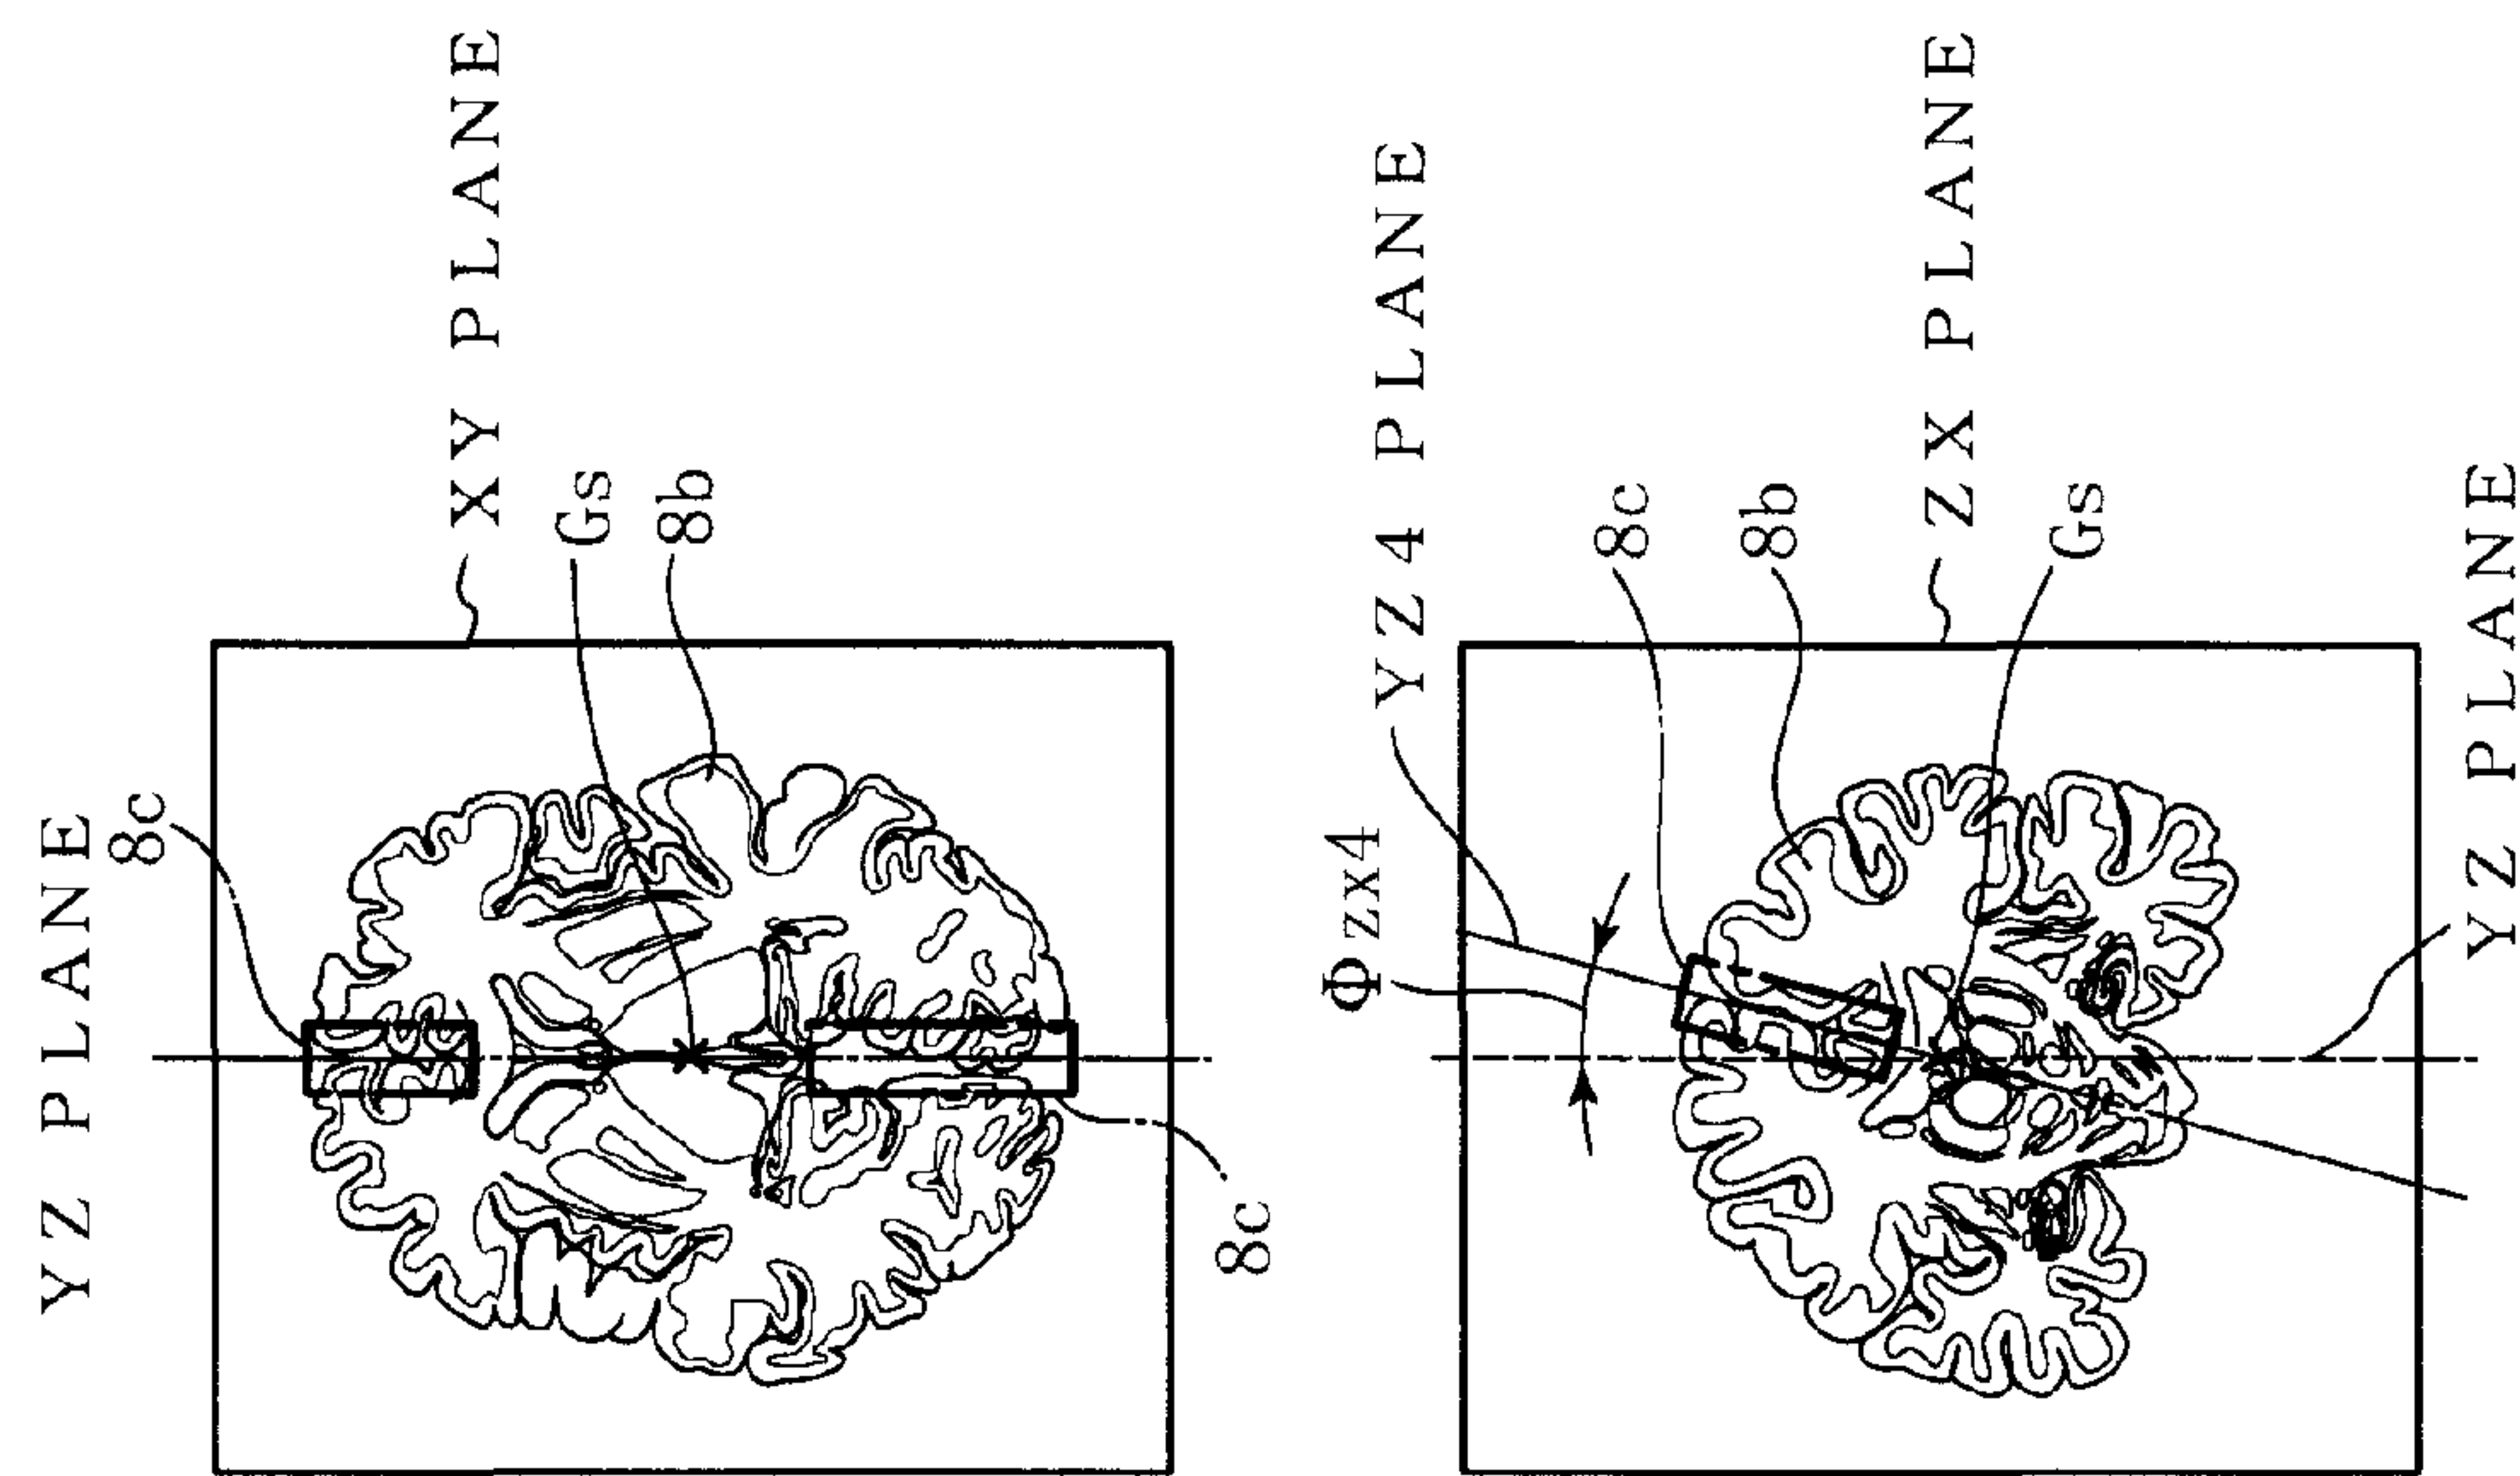 YZ PLANE
8c
XY PLANE
Gs
8b
8c
Φzx4
YZ4 PLANE
8c
8b
ZX PLANE
Gs
YZ PLANE